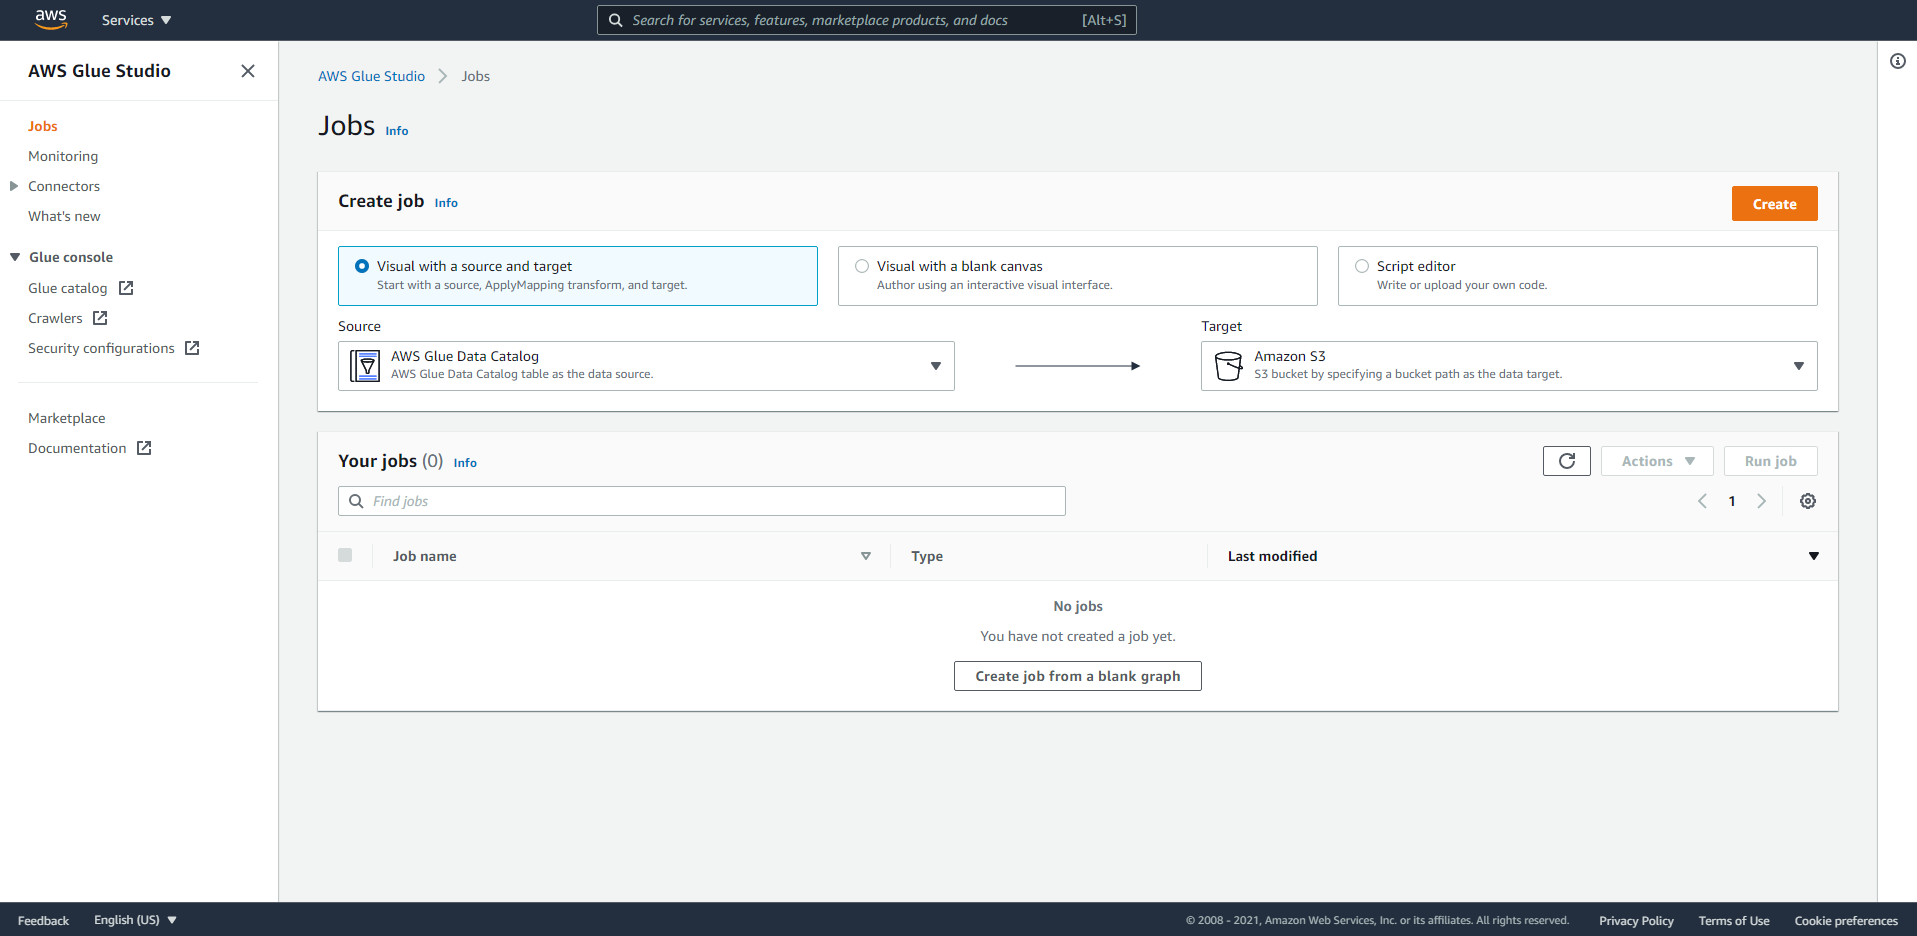 aws
Services
Search for services, features, marketplace products, and docs [Alt+S]
AWS Glue Studio
Jobs
Monitoring
Connectors
What's new
Glue console
Glue catalog
Crawlers
Security configurations
Marketplace
Documentation
AWS Glue Studio > Jobs
Jobs Info
Create job Info
Create
Visual with a source and target
Start with a source, ApplyMapping transform, and target.
Visual with a blank canvas
Author using an interactive visual interface.
Script editor
Write or upload your own code.
Source
AWS Glue Data Catalog
AWS Glue Data Catalog table as the data source.
Target
Amazon S3
S3 bucket by specifying a bucket path as the data target.
Your jobs (0) Info
Actions
Run job
Find jobs
1
Job name Type Last modified
No jobs
You have not created a job yet.
Create job from a blank graph
Feedback English (US) © 2008 - 2021, Amazon Web Services, Inc. or its affiliates. All rights reserved. Privacy Policy Terms of Use Cookie preferences